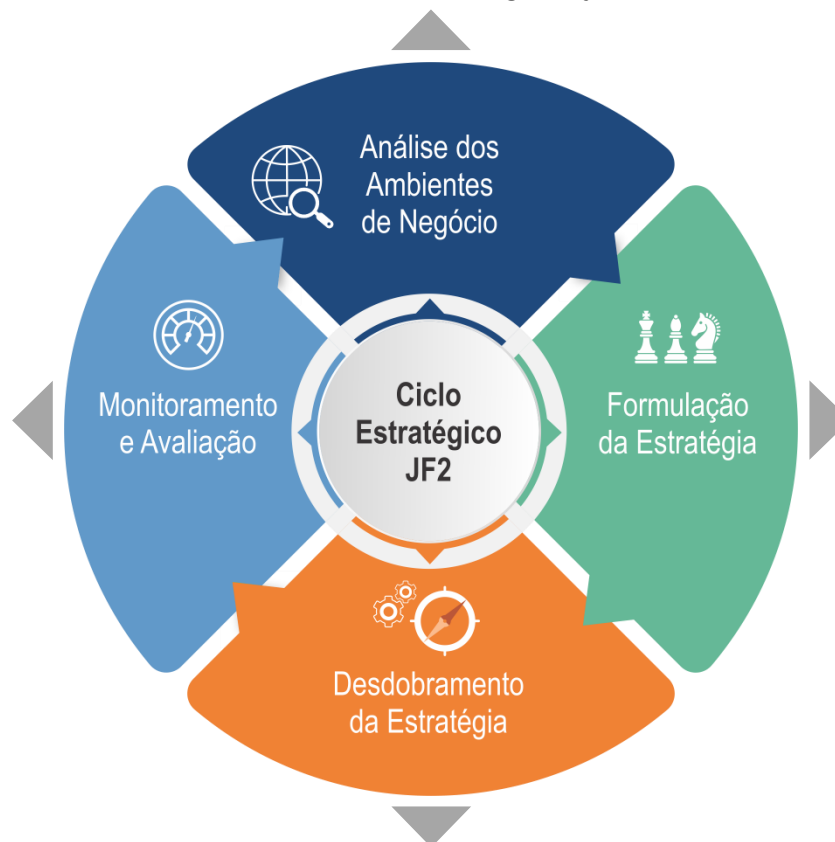 Análise dos
Ambientes
de Negócio
Monitoramento
e Avaliação
Ciclo
Estratégico
JF2
Formulação
da Estratégia
Desdobramento
da Estratégia